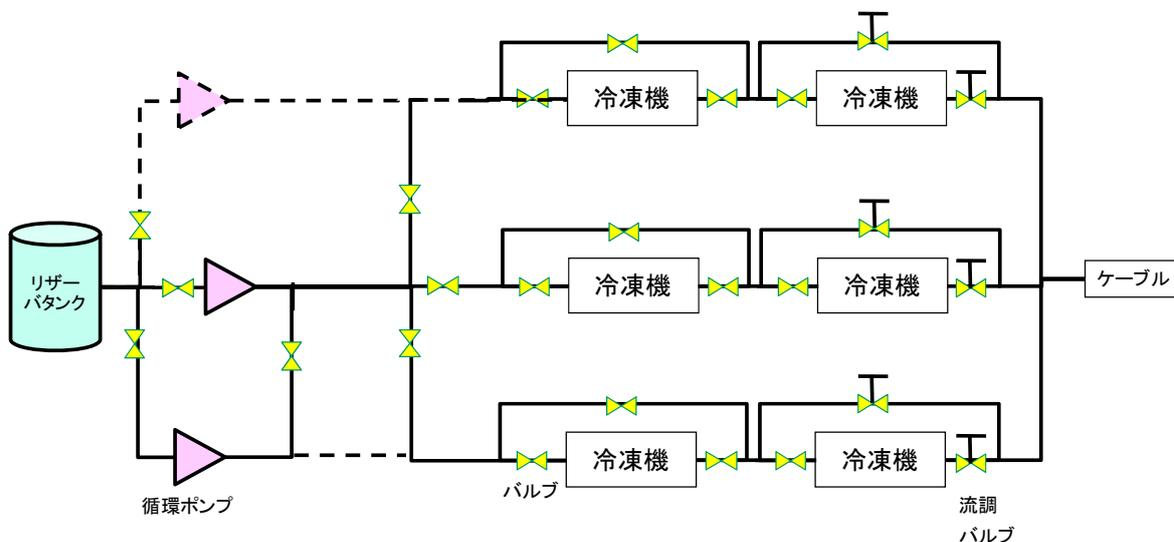 冷凍機
冷凍機
リザー
バタンク
冷凍機
冷凍機
ケーブル
冷凍機
冷凍機
循環ポンプ
バルブ
流調
バルブ